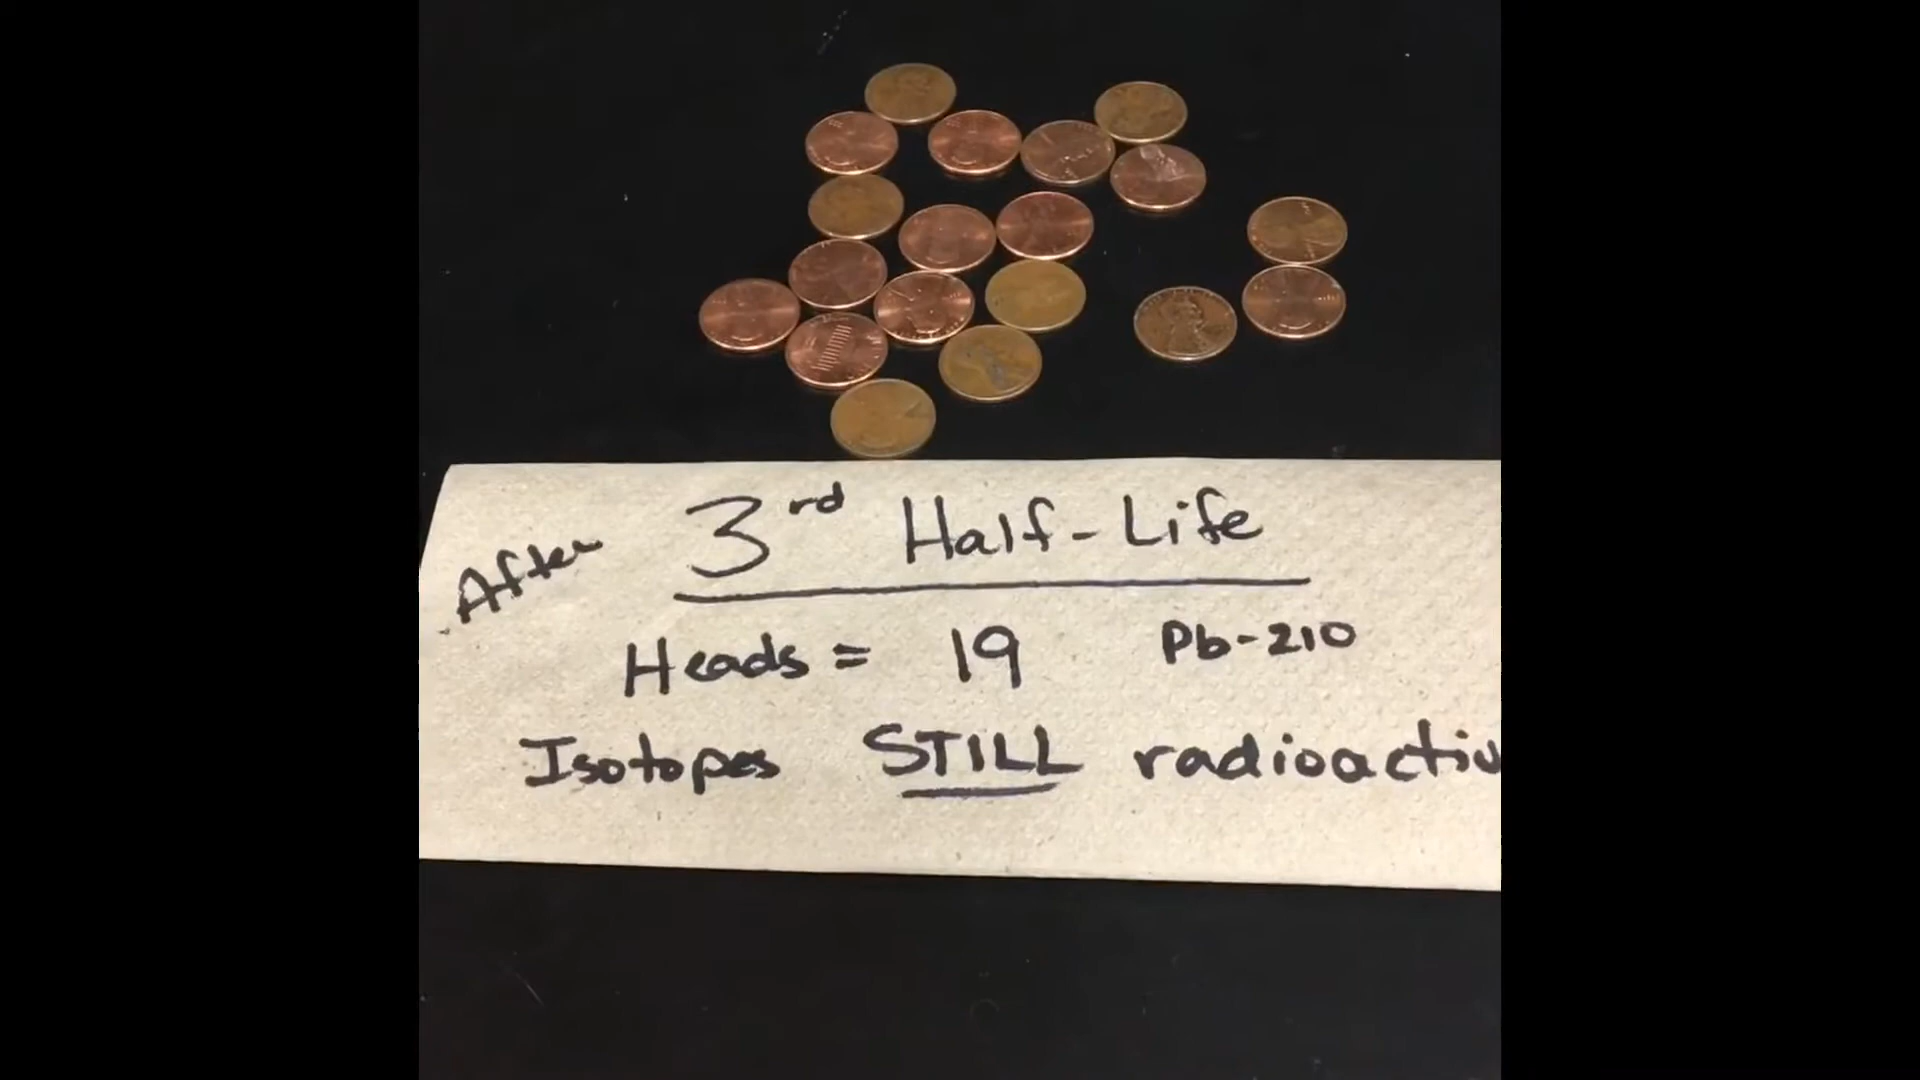 After 3rd Half-Life
Heads = 19 Pb-210
Isotopes STILL radioactiv